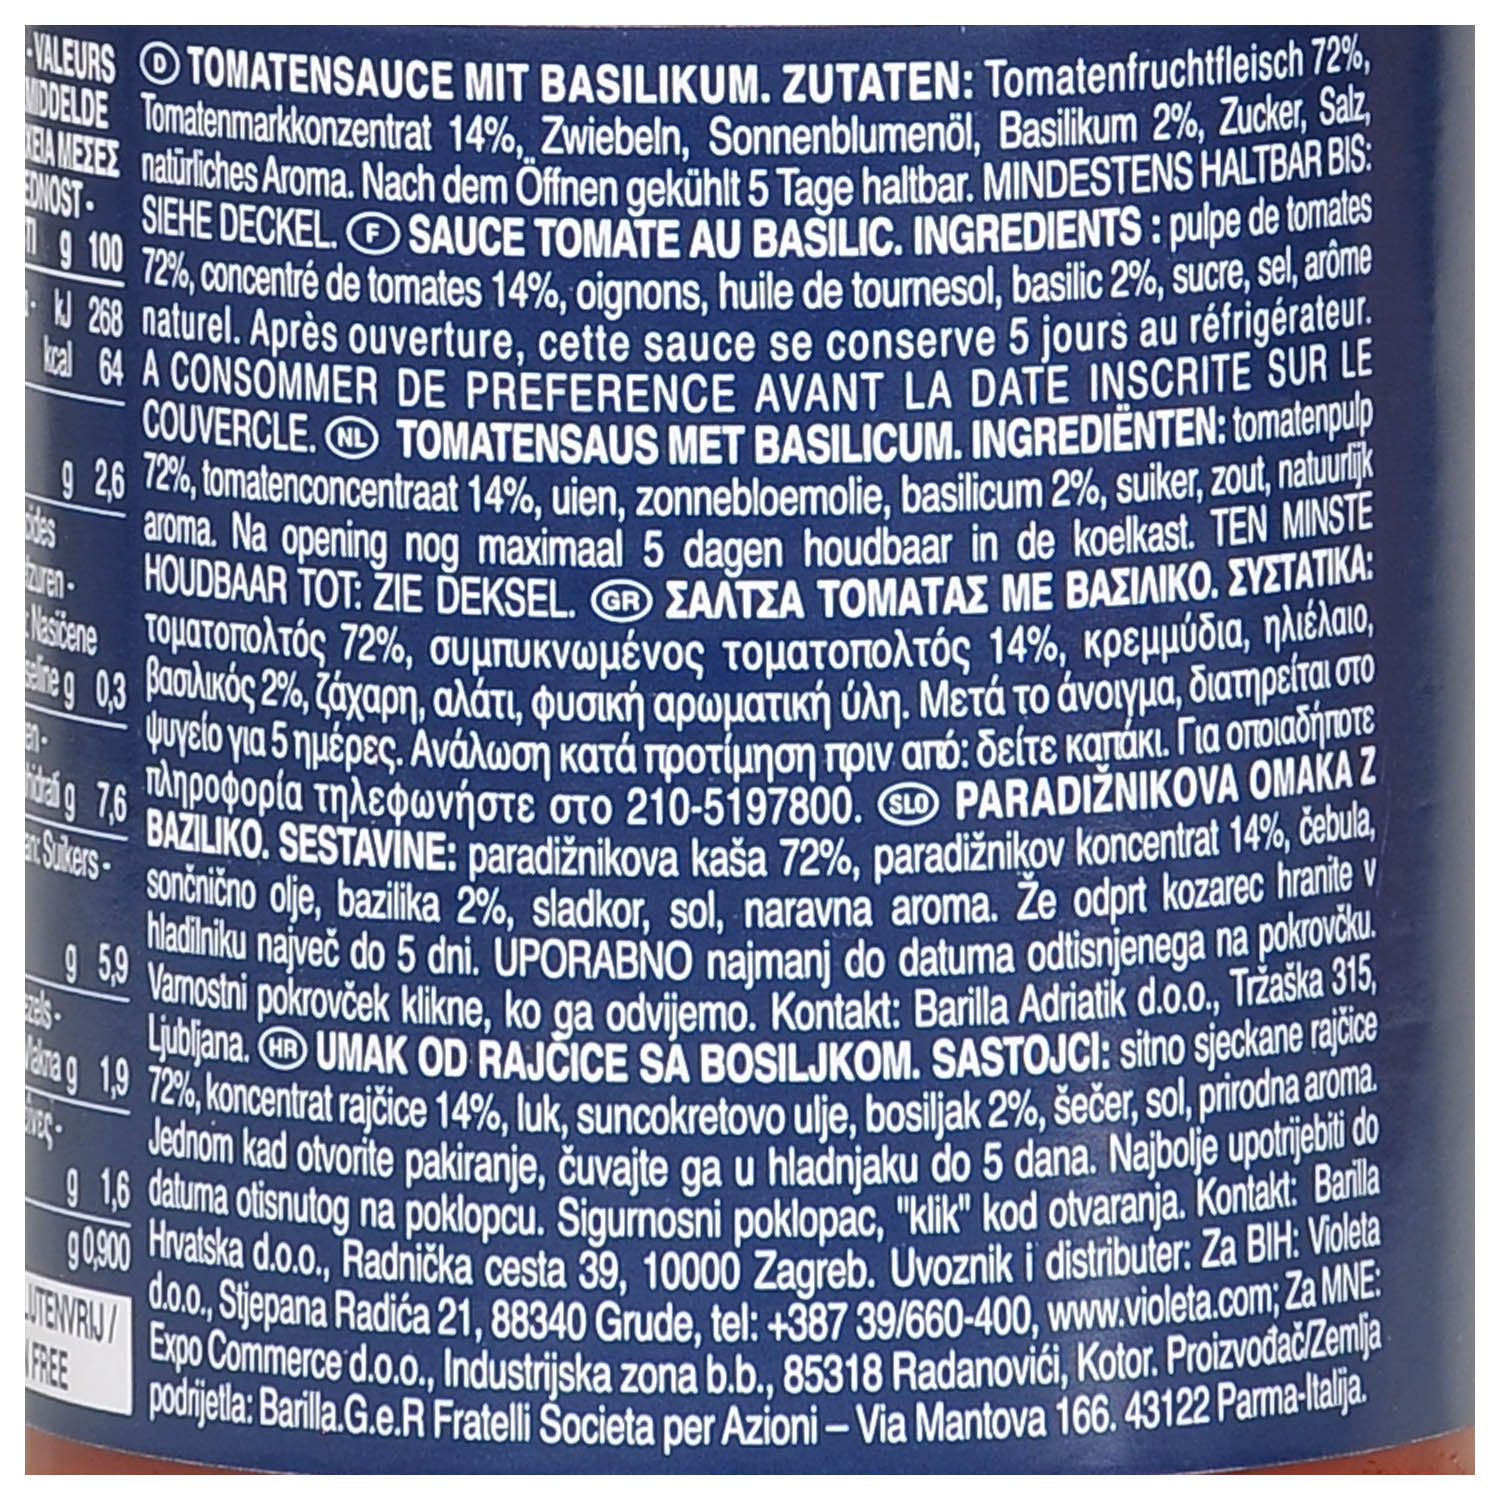 -VALEURS
MIDDELDE
ΜΕΣΕΣ
g 100
kJ 268
kcal 64
g 2,6
Nasičene
g 0,3
g 7,6
Suikers -
g 5,9
g 1,9
g 1,6
g 0,900
FREE
D TOMATENSAUCE MIT BASILIKUM. ZUTATEN: Tomatenfruchtfleisch 72%,
Tomatenmarkkonzentrat 14%, Zwiebeln, Sonnenblumenöl, Basilikum 2%, Zucker, Salz,
natürliches Aroma. Nach dem Öffnen gekühlt 5 Tage haltbar. MINDESTENS HALTBAR BIS:
SIEHE DECKEL. F SAUCE TOMATE AU BASILIC. INGREDIENTS : pulpe de tomates
72%, concentré de tomates 14%, oignons, huile de tournesol, basilic 2%, sucre, sel, arôme
naturel. Après ouverture, cette sauce se conserve 5 jours au réfrigérateur.
A CONSOMMER DE PREFERENCE AVANT LA DATE INSCRITE SUR LE
COUVERCLE. NL TOMATENSAUS MET BASILICUM. INGREDIËNTEN: tomatenpulp
72%, tomatenconcentraat 14%, uien, zonnebloemolie, basilicum 2%, suiker, zout, natuurlijk
aroma. Na opening nog maximaal 5 dagen houdbaar in de koelkast. TEN MINSTE
HOUDBAAR TOT: ZIE DEKSEL. GR ΣΑΛΤΣΑ ΤΟΜΑΤΑΣ ΜΕ ΒΑΣΙΛΙΚΟ. ΣΥΣΤΑΤΙΚΑ:
τοματοπολτός 72%, συμπυκνωμένος τοματοπολτός 14%, κρεμμύδια, ηλιέλαιο,
βασιλικός 2%, ζάχαρη, αλάτι, φυσική αρωματική ύλη. Μετά το άνοιγμα, διατηρείται στο
ψυγείο για 5 ημέρες. Ανάλωση κατά προτίμηση πριν από: δείτε καπάκι. Για οποιαδήποτε
πληροφορία τηλεφωνήστε στο 210-5197800. SLO PARADIŽNIKOVA OMAKA Z
BAZILIKO. SESTAVINE: paradižnikova kaša 72%, paradižnikov koncentrat 14%, čebula,
sončnično olje, bazilika 2%, sladkor, sol, naravna aroma. Že odprt kozarec hranite v
hladilniku največ do 5 dni. UPORABNO najmanj do datuma odtisnjenega na pokrovčku.
Varnostni pokrovček klikne, ko ga odvijemo. Kontakt: Barilla Adriatik d.o.o., Tržaška 315,
Ljubljana. HR UMAK OD RAJČICE SA BOSILJKOM. SASTOJCI: sitno sjeckane rajčice
72%, koncentrat rajčice 14%, luk, suncokretovo ulje, bosiljak 2%, šečer, sol, prirodna aroma.
Jednom kad otvorite pakiranje, čuvajte ga u hladnjaku do 5 dana. Najbolje upotrijebiti do
datuma otisnutog na poklopcu. Sigurnosni poklopac, "klik" kod otvaranja. Kontakt: Barilla
Hrvatska d.o.o., Radnička cesta 39, 10000 Zagreb. Uvoznik i distributer: Za BIH: Violeta
d.o.o., Stjepana Radića 21, 88340 Grude, tel: +387 39/660-400, www.violeta.com; Za MNE:
Expo Commerce d.o.o., Industrijska zona b.b., 85318 Radanovići, Kotor. Proizvođač/Zemlja
podrijetla: Barilla.G.e.R Fratelli Societa per Azioni – Via Mantova 166. 43122 Parma-Italija.